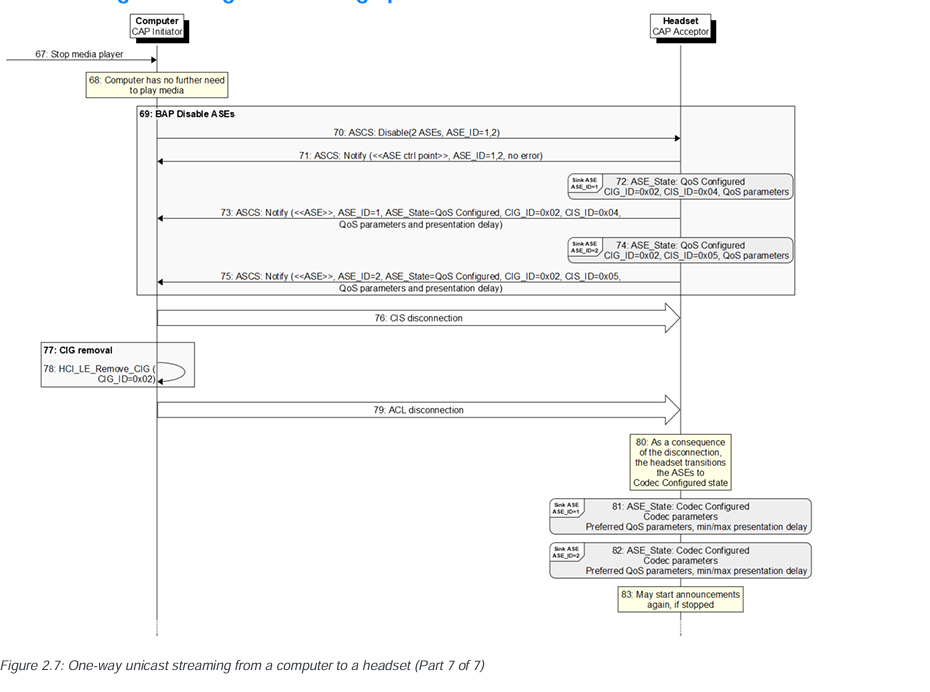 Computer
CAP Initiator
Headset
CAP Acceptor
67: Stop media player
68: Computer has no further need
to play media
69: BAP Disable ASEs
70: ASCS: Disable(2 ASEs, ASE_ID=1,2)
71: ASCS: Notify (<<ASE ctrl point>>, ASE_ID=1,2, no error)
Sink ASE
ASE_ID=1
72: ASE_State: QoS Configured
CIG_ID=0x02, CIS_ID=0x04, QoS parameters
73: ASCS: Notify (<<ASE>>, ASE_ID=1, ASE_State=QoS Configured, CIG_ID=0x02, CIS_ID=0x04,
QoS parameters and presentation delay)
Sink ASE
ASE_ID=2
74: ASE_State: QoS Configured
CIG_ID=0x02, CIS_ID=0x05, QoS parameters
75: ASCS: Notify (<<ASE>>, ASE_ID=2, ASE_State=QoS Configured, CIG_ID=0x02, CIS_ID=0x05,
QoS parameters and presentation delay)
76: CIS disconnection
77: CIG removal
78: HCI_LE_Remove_CIG (
CIG_ID=0x02)
79: ACL disconnection
80: As a consequence
of the disconnection,
the headset transitions
the ASEs to
Codec Configured state
Sink ASE
ASE_ID=1
81: ASE_State: Codec Configured
Codec parameters
Preferred QoS parameters, min/max presentation delay
Sink ASE
ASE_ID=2
82: ASE_State: Codec Configured
Codec parameters
Preferred QoS parameters, min/max presentation delay
83: May start announcements
again, if stopped
Figure 2.7: One-way unicast streaming from a computer to a headset (Part 7 of 7)